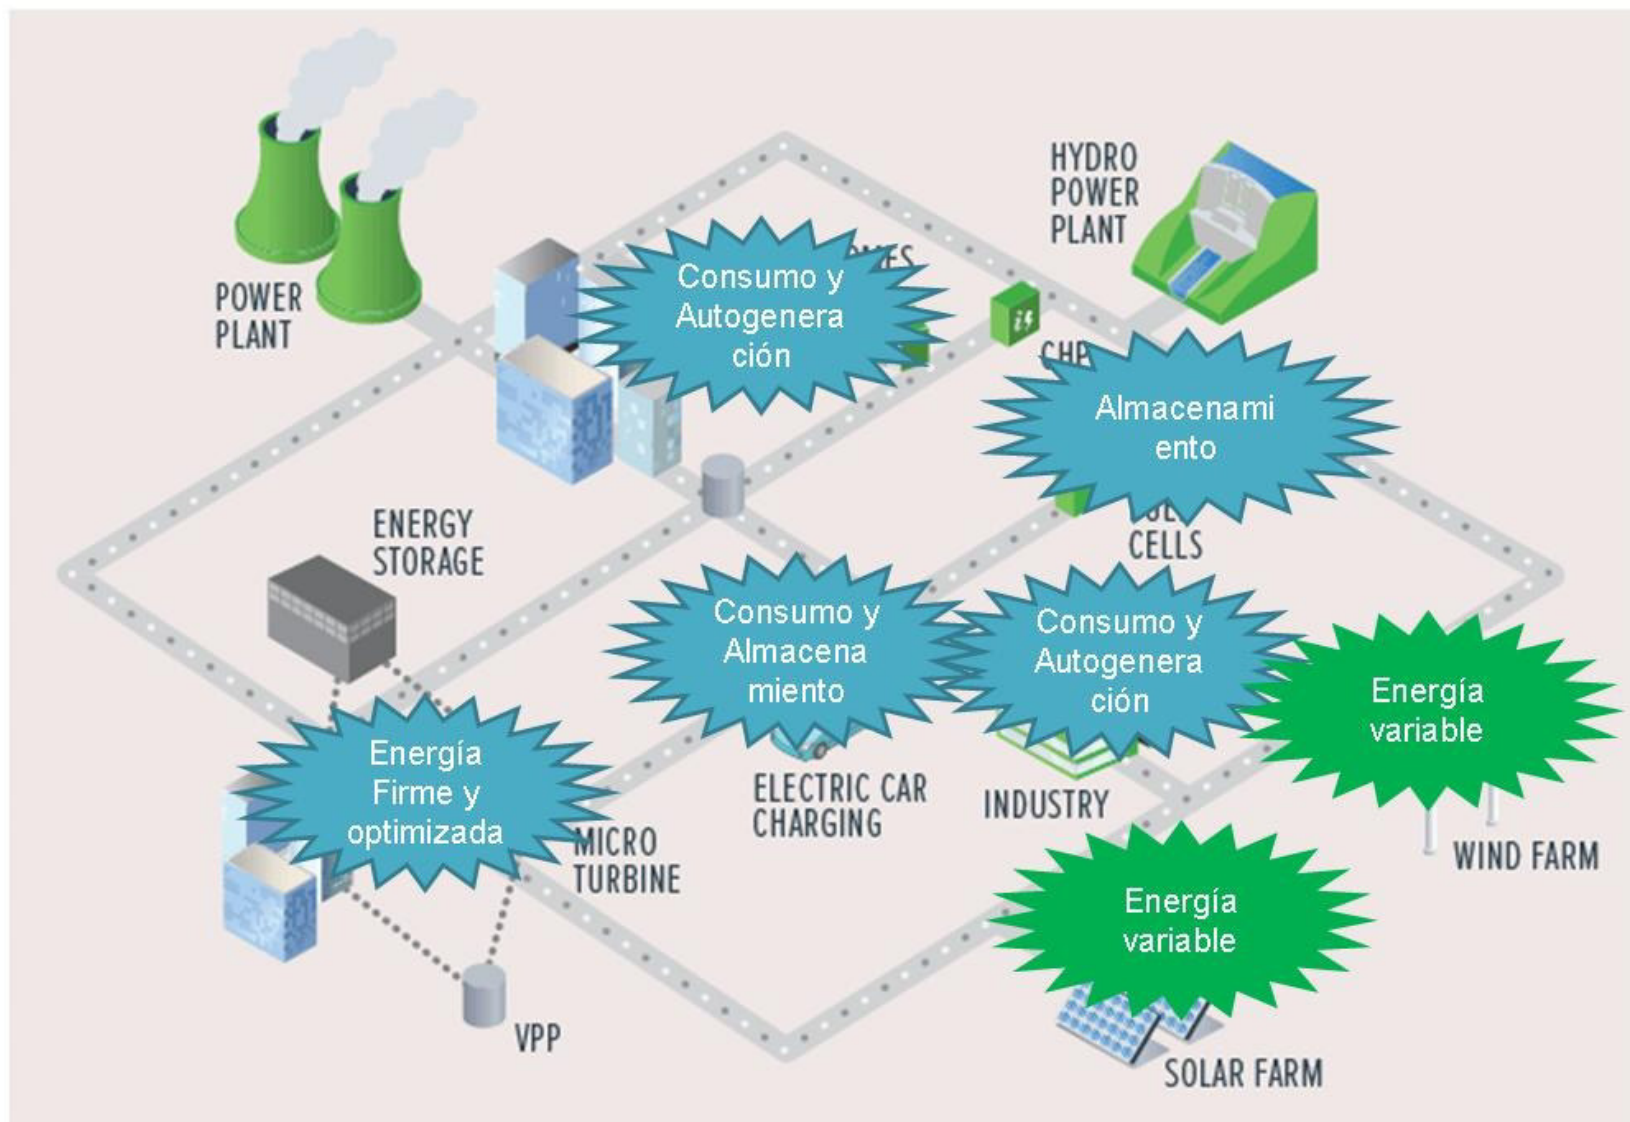 HYDRO
POWER
PLANT
POWER
PLANT
Consumo y
Autogenera
ción
CHP
Almacenami
ento
ENERGY
STORAGE
CELLS
Consumo y
Almacena
miento
Consumo y
Autogenera
ción
Energía
variable
Energía
Firme y
optimizada
ELECTRIC CAR
CHARGING
INDUSTRY
MICRO
TURBINE
WIND FARM
Energía
variable
VPP
SOLAR FARM